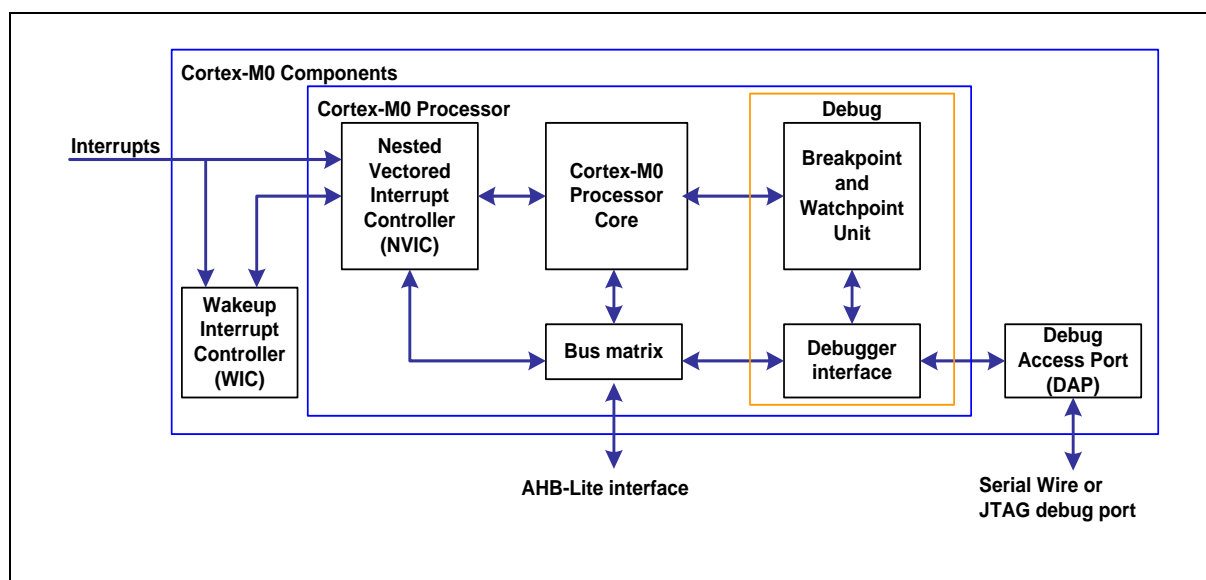 Cortex-M0 Components
Cortex-M0 Processor
Debug
Interrupts
Nested
Vectored
Interrupt
Controller
(NVIC)
Cortex-M0
Processor
Core
Breakpoint
and
Watchpoint
Unit
Wakeup
Interrupt
Controller
(WIC)
Bus matrix
Debugger
interface
Debug
Access Port
(DAP)
AHB-Lite interface
Serial Wire or
JTAG debug port